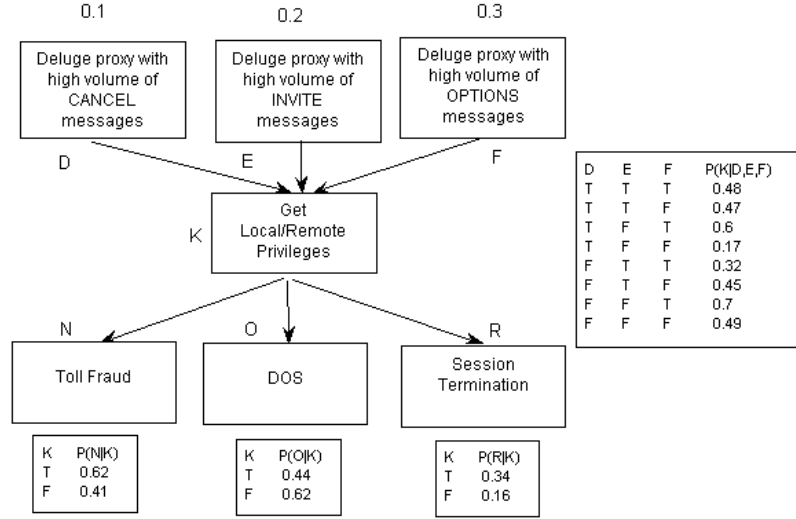 0.1
0.2
0.3
Deluge proxy with
high volume of
CANCEL
messages
Deluge proxy with
high volume of
INVITE
messages
Deluge proxy with
high volume of
OPTIONS
messages
D
E
F
K
Get
Local/Remote
Privileges
D E F P(K|D,E,F)
T T T 0.48
T T F 0.47
T F T 0.6
T F F 0.17
F T T 0.32
F T F 0.45
F F T 0.7
F F F 0.49
N
O
R
Toll Fraud
DOS
Session
Termination
K P(N|K)
T 0.62
F 0.41
K P(O|K)
T 0.44
F 0.62
K P(R|K)
T 0.34
F 0.16